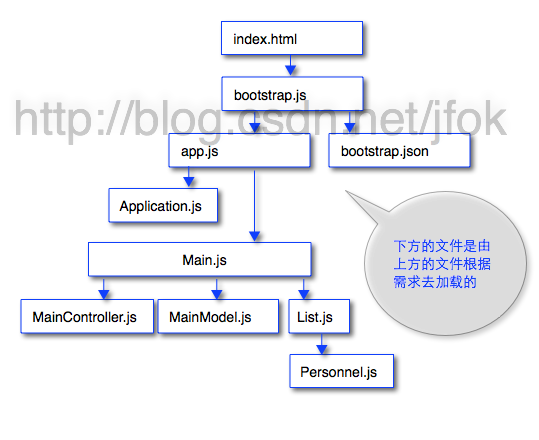 index.html
bootstrap.js
http://blog.csdn.net/jfok
app.js
bootstrap.json
Application.js
下方的文件是由
上方的文件根据
需求去加载的
Main.js
MainController.js
MainModel.js
List.js
Personnel.js